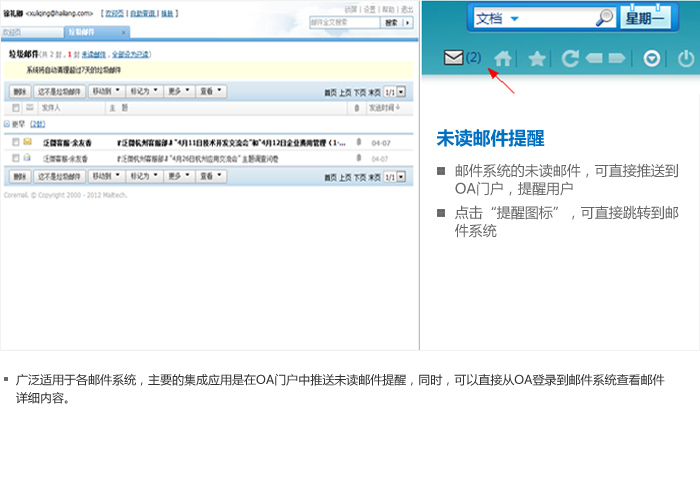 徐礼卿 <xuliqing@hailang.com> [ 欢迎页 | 自助查询 | 换肤 ]
设置 | 帮助 | 退出
欢迎页 垃圾邮件
邮件全文搜索 搜索
垃圾邮件(共 2 封，1 封 未读邮件，全部设为已读)
系统将自动清理超过7天的垃圾邮件
删除 这不是垃圾邮件 移动到 标记为 更多 查看 首页 上页 下页 末页 1/1
发件人 主 题 发送时间
更早 (2封)
泛微客服-余友香 泛微杭州客服部
"4月11日技术开发交流会"和"4月12日企业费用管理（1-... 04-07
泛微客服-余友香 泛微杭州客服部
"4月26日杭州应用交流会" 主题调查问卷 04-07
删除 这不是垃圾邮件 移动到 标记为 更多 查看 首页 上页 下页 末页 1/1
Coremail. © Copyright 2000 - 2012 Mailtech.
文档 星期一
(2)
未读邮件提醒
邮件系统的未读邮件，可直接推送到
OA门户，提醒用户
点击“提醒图标”，可直接跳转到邮
件系统
广泛适用于各邮件系统，主要的集成应用是在OA门户中推送未读邮件提醒，同时，可以直接从OA登录到邮件系统查看邮件
详细内容。